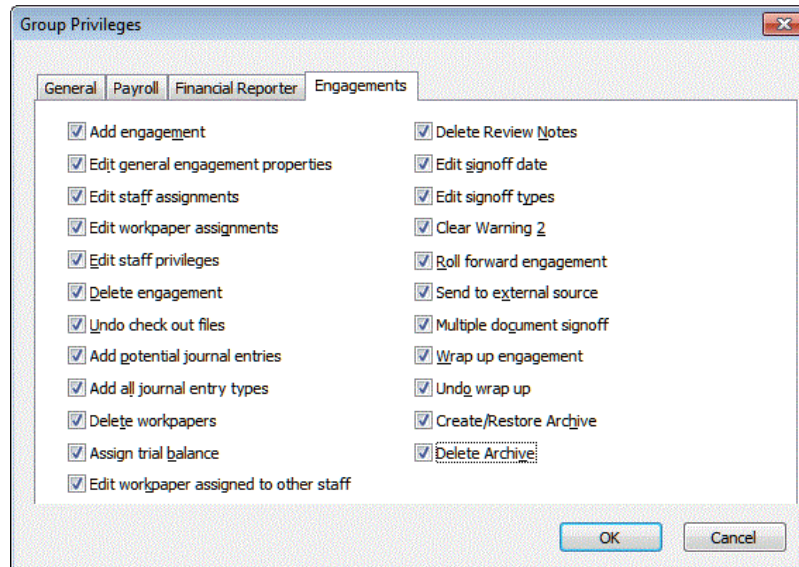 Group Privileges
General Payroll Financial Reporter Engagements
Add engagement
Edit general engagement properties
Edit staff assignments
Edit workpaper assignments
Edit staff privileges
Delete engagement
Undo check out files
Add potential journal entries
Add all journal entry types
Delete workpapers
Assign trial balance
Edit workpaper assigned to other staff
Delete Review Notes
Edit signoff date
Edit signoff types
Clear Warning 2
Roll forward engagement
Send to external source
Multiple document signoff
Wrap up engagement
Undo wrap up
Create/Restore Archive
Delete Archive
OK Cancel